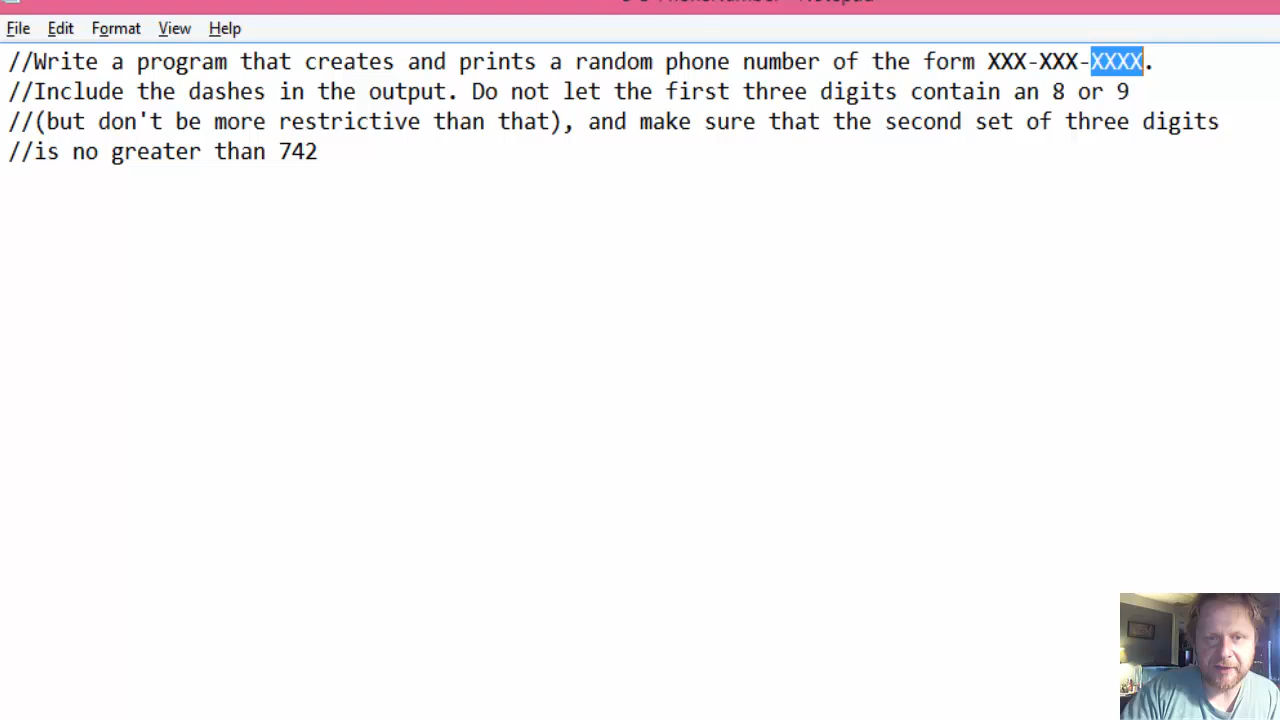 File Edit Format View Help
//Write a program that creates and prints a random phone number of the form XXX-XXX-XXXX.
//Include the dashes in the output. Do not let the first three digits contain an 8 or 9
//(but don't be more restrictive than that), and make sure that the second set of three digits
//is no greater than 742